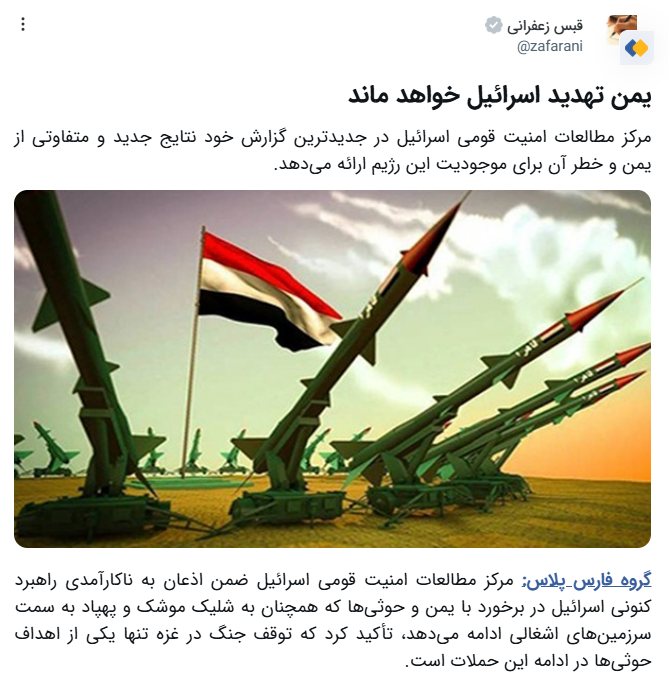 قبس زعفرانی
@zafarani
یمن تهدید اسرائیل خواهد ماند
مرکز مطالعات امنیت قومی اسرائیل در جدیدترین گزارش خود نتایج جدید و متفاوتی از
یمن و خطر آن برای موجودیت این رژیم ارائه می‌دهد.
گروه فارس پلاس: مرکز مطالعات امنیت قومی اسرائیل ضمن اذعان به ناکارآمدی راهبرد
کنونی اسرائیل در برخورد با یمن و حوثی‌ها که همچنان به شلیک موشک و پهپاد به سمت
سرزمین‌های اشغالی ادامه می‌دهد، تأکید کرد که توقف جنگ در غزه تنها یکی از اهداف
حوثی‌ها در ادامه این حملات است.